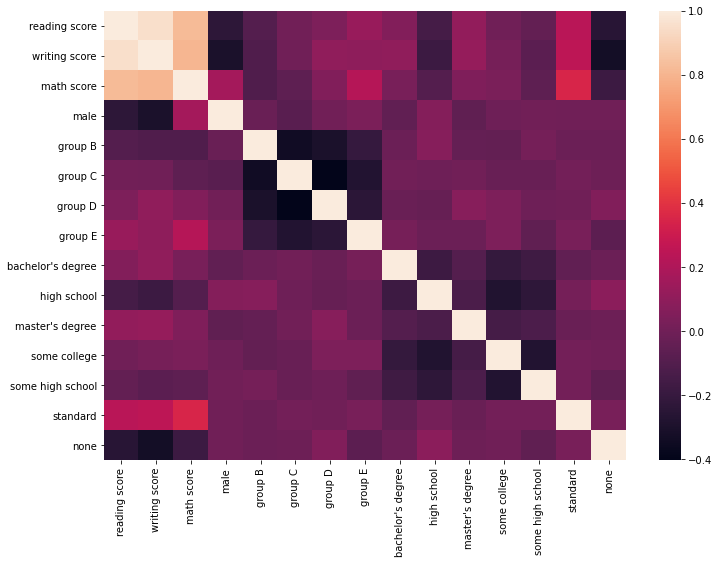 reading score
writing score
math score
male
group B
group C
group D
group E
bachelor's degree
high school
master's degree
some college
some high school
standard
none
reading score
writing score
math score
male
group B
group C
group D
group E
bachelor's degree
high school
master's degree
some college
some high school
standard
none
1.0
0.8
0.6
0.4
0.2
0.0
−0.2
−0.4